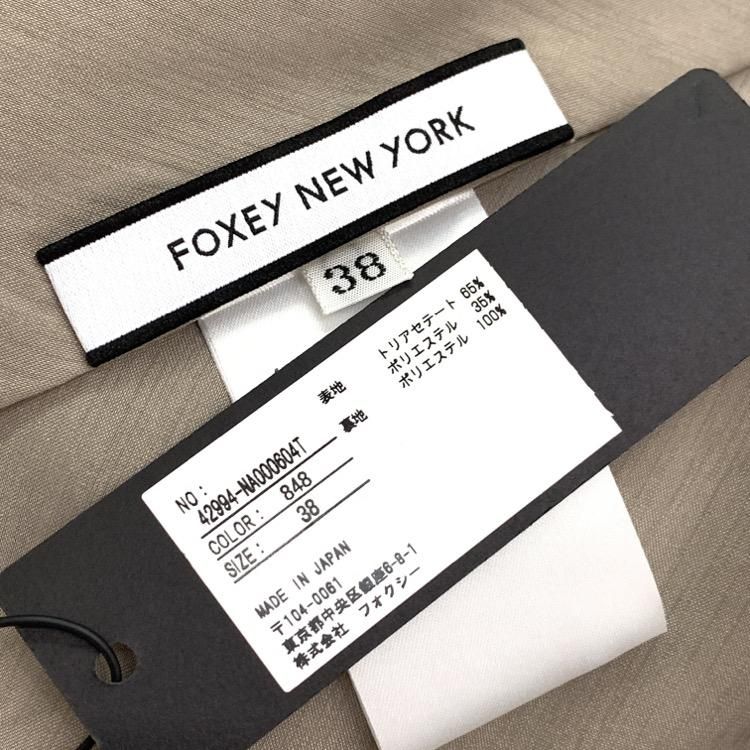 FOXEY NEW YORK
38
表地 トリアセテート 65%
ポリエステル 35%
裏地 ポリエステル 100%
NO:
42994-NA000604T
COLOR: 848
SIZE: 38
MADE IN JAPAN
〒104-0061
東京都中央区銀座6-8-1
株式会社 フオクシー